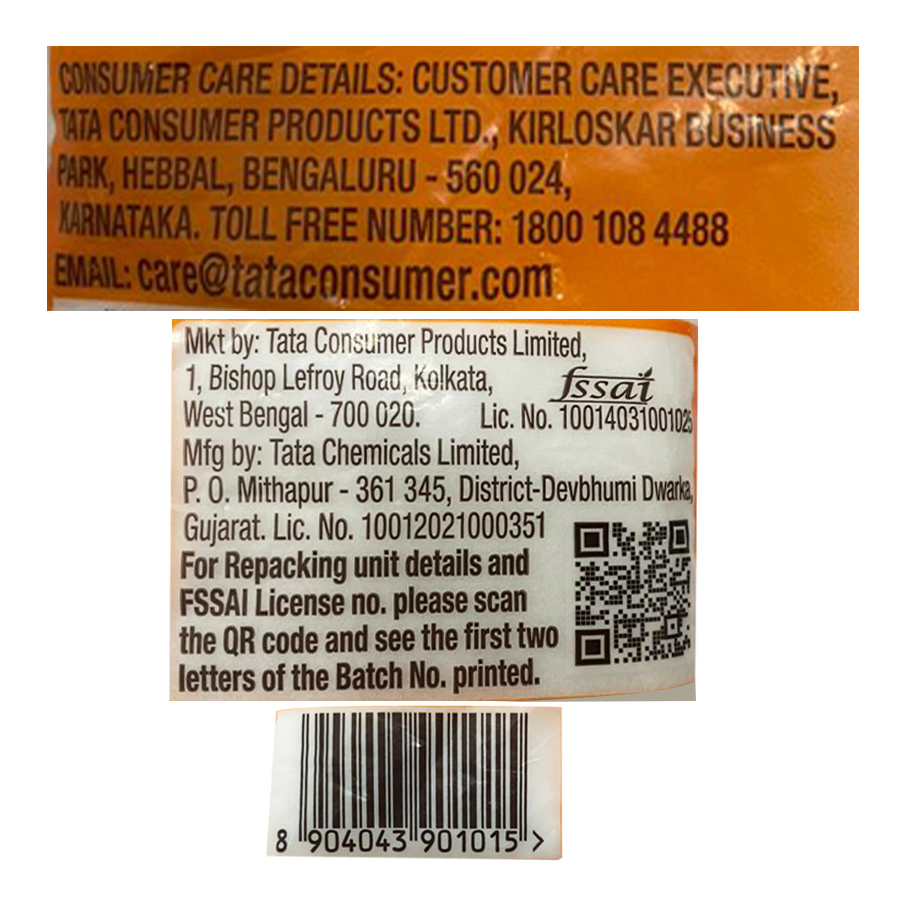 CONSUMER CARE DETAILS: CUSTOMER CARE EXECUTIVE,
TATA CONSUMER PRODUCTS LTD., KIRLOSKAR BUSINESS
PARK, HEBBAL, BENGALURU - 560 024,
KARNATAKA. TOLL FREE NUMBER: 1800 108 4488
EMAIL: care@tataconsumer.com
Mkt by: Tata Consumer Products Limited,
1, Bishop Lefroy Road, Kolkata,
fssai
West Bengal - 700 020. Lic. No. 10014031001025
Mfg by: Tata Chemicals Limited,
P. O. Mithapur - 361 345, District-Devbhumi Dwarka,
Gujarat. Lic. No. 10012021000351
For Repacking unit details and
FSSAI License no. please scan
the QR code and see the first two
letters of the Batch No. printed.
8 904043 901015 >